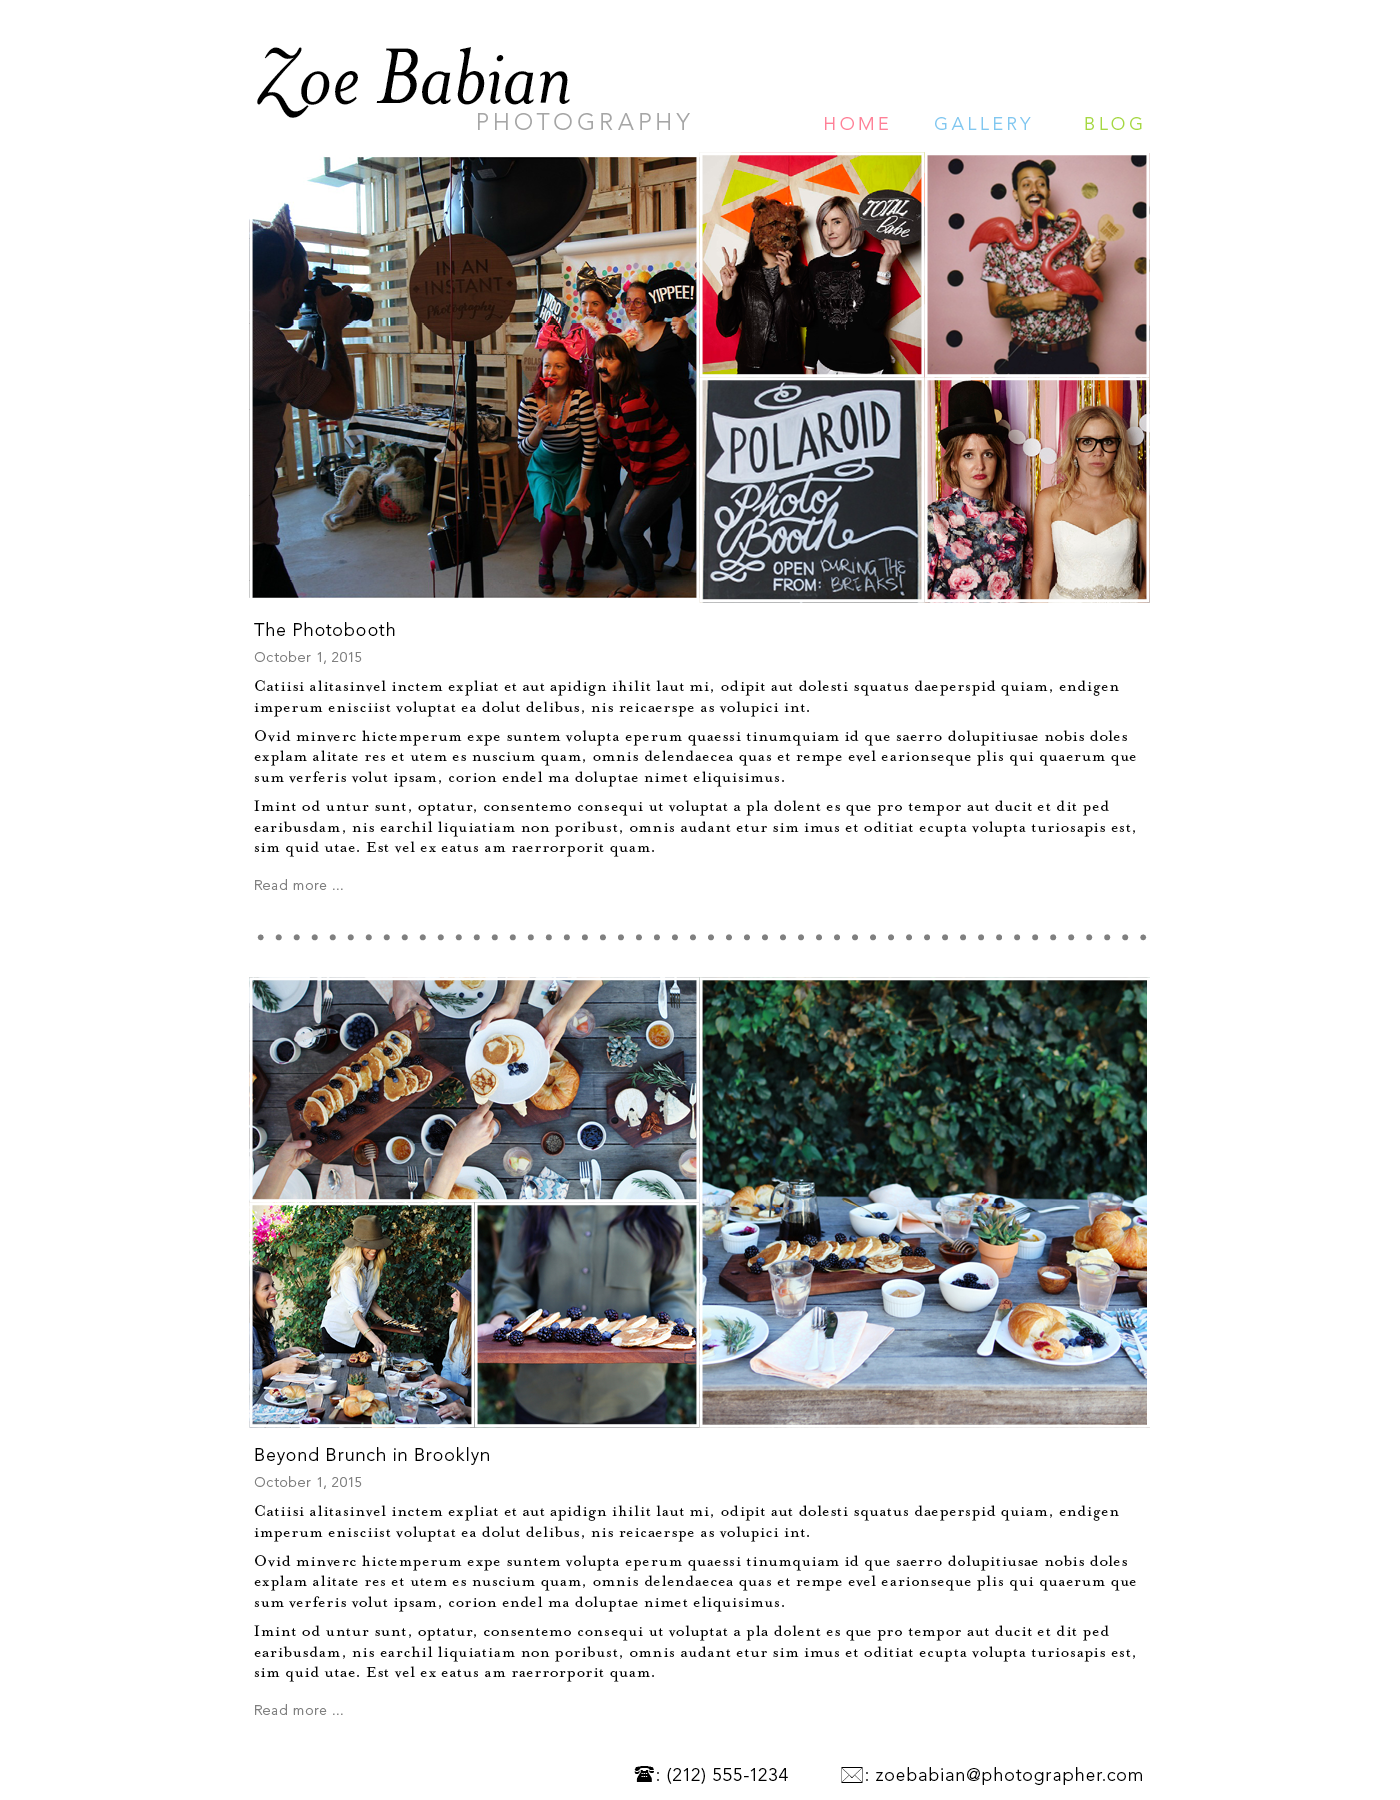 Zoe Babian
PHOTOGRAPHY
HOME
GALLERY
BLOG
IN AN
INSTANT
Photography
WOO
HOO!
YIPPEE!
TOTAL
Babe
POLAROID
Photo
Booth
OPEN DURING THE
FROM: BREAKS!
The Photobooth
October 1, 2015
Catiisi alitasinvel inctem expliat et aut apidign ihilit laut mi, odipit aut dolesti squatus daeperspid quiam, endigen
imperum enisciist voluptat ea dolut delibus, nis reicaerspe as volupici int.
Ovid minverc hictemperum expe suntem volupta eperum quaessi tinumquiam id que saerro dolupitiusae nobis doles
explam alitate res et utem es nuscium quam, omnis delendaecea quas et rempe evel earionseque plis qui quaerum que
sum verferis volut ipsam, corion endel ma doluptae nimet eliquisimus.
Imint od untur sunt, optatur, consentemo consequi ut voluptat a pla dolent es que pro tempor aut ducit et dit ped
earibusdam, nis earchil liquiatiam non poribust, omnis audant etur sim imus et oditiat ecupta volupta turiosapis est,
sim quid utae. Est vel ex eatus am raerrorporit quam.
Read more ...
Beyond Brunch in Brooklyn
October 1, 2015
Catiisi alitasinvel inctem expliat et aut apidign ihilit laut mi, odipit aut dolesti squatus daeperspid quiam, endigen
imperum enisciist voluptat ea dolut delibus, nis reicaerspe as volupici int.
Ovid minverc hictemperum expe suntem volupta eperum quaessi tinumquiam id que saerro dolupitiusae nobis doles
explam alitate res et utem es nuscium quam, omnis delendaecea quas et rempe evel earionseque plis qui quaerum que
sum verferis volut ipsam, corion endel ma doluptae nimet eliquisimus.
Imint od untur sunt, optatur, consentemo consequi ut voluptat a pla dolent es que pro tempor aut ducit et dit ped
earibusdam, nis earchil liquiatiam non poribust, omnis audant etur sim imus et oditiat ecupta volupta turiosapis est,
sim quid utae. Est vel ex eatus am raerrorporit quam.
Read more ...
: (212) 555-1234
: zoebabian@photographer.com